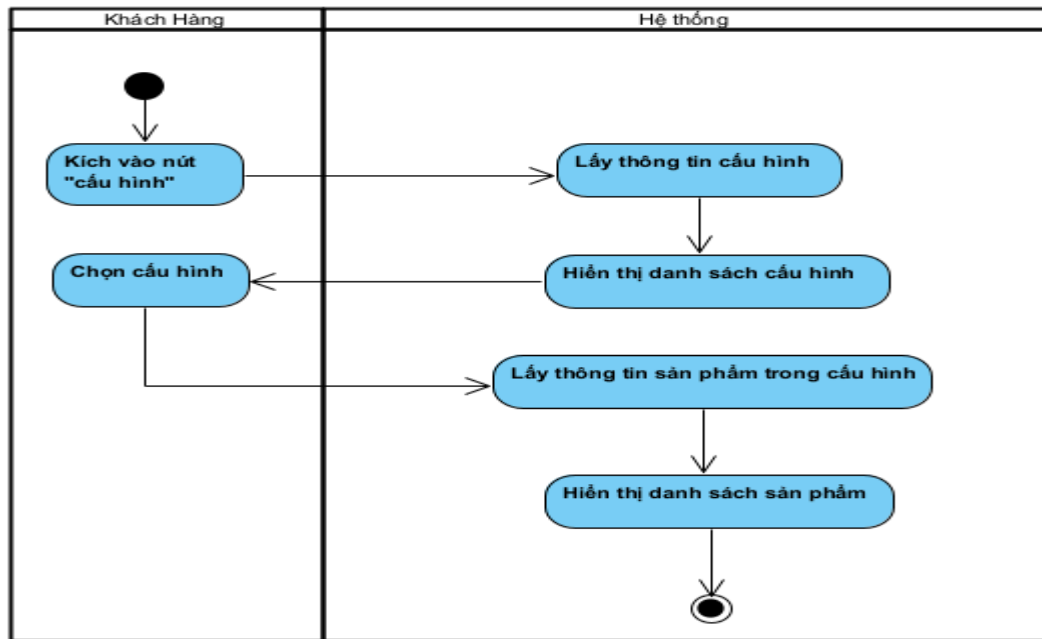 Khách Hàng
Hệ thống
Kích vào nút
"cấu hình"
Lấy thông tin cấu hình
Chọn cấu hình
Hiển thị danh sách cấu hình
Lấy thông tin sản phẩm trong cấu hình
Hiển thị danh sách sản phẩm